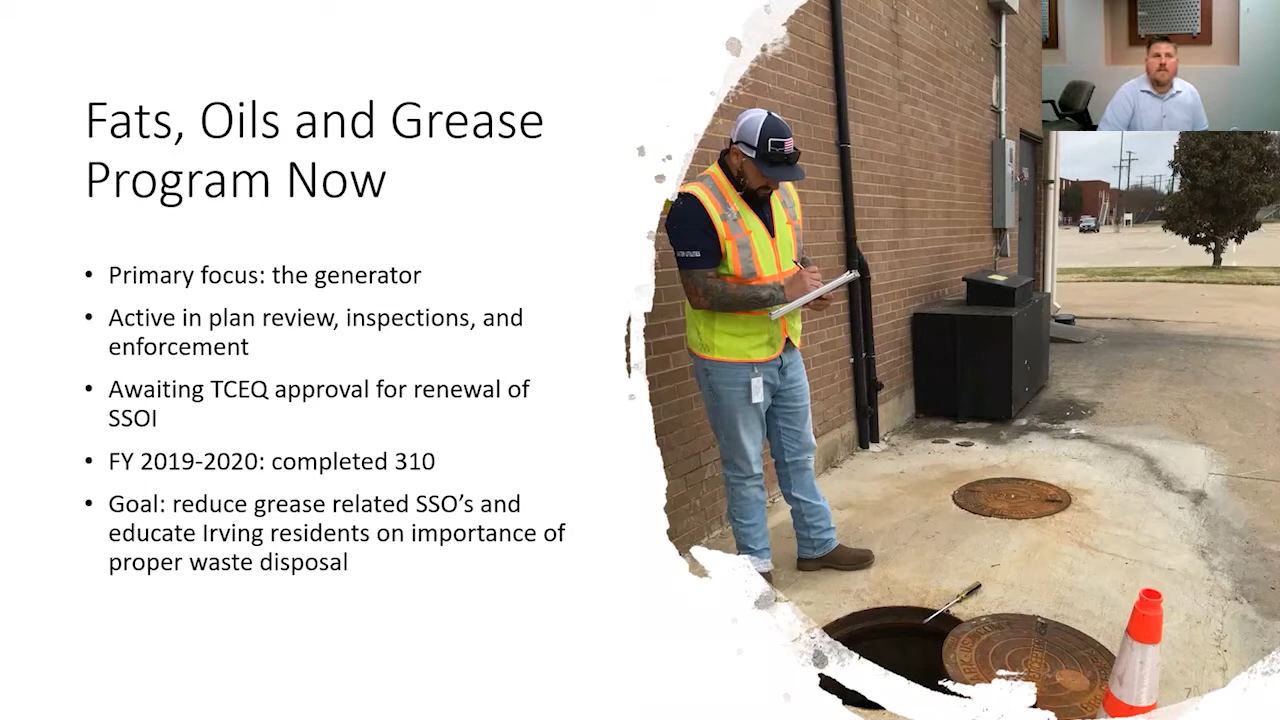 Fats, Oils and Grease
Program Now
• Primary focus: the generator
• Active in plan review, inspections, and
enforcement
• Awaiting TCEQ approval for renewal of
SSOI
• FY 2019-2020: completed 310
• Goal: reduce grease related SSO’s and
educate Irving residents on importance of
proper waste disposal
7